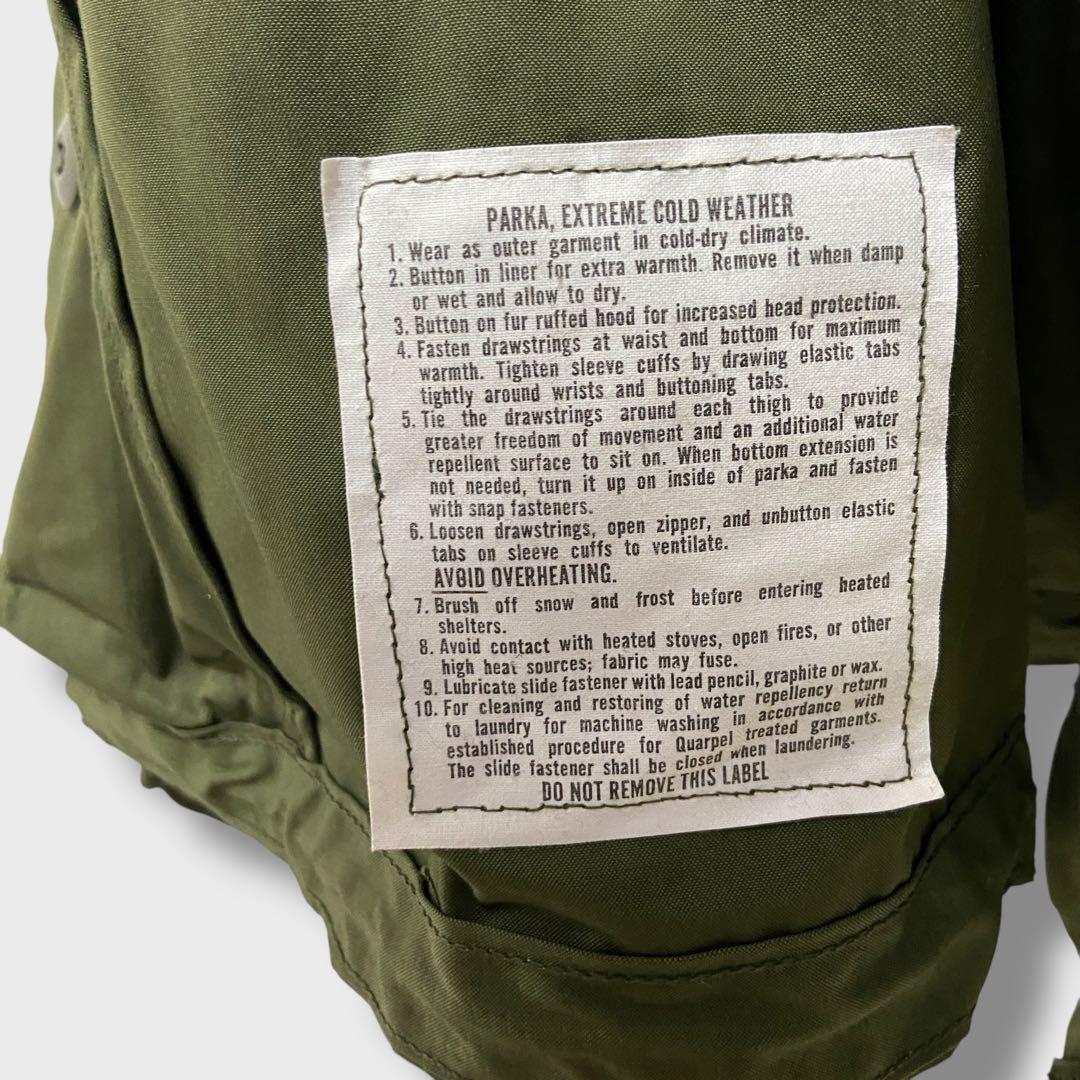 PARKA, EXTREME COLD WEATHER
1. Wear as outer garment in cold-dry climate.
2. Button in liner for extra warmth. Remove it when damp
or wet and allow to dry.
3. Button on fur ruffed hood for increased head protection.
4. Fasten drawstrings at waist and bottom for maximum
warmth. Tighten sleeve cuffs by drawing elastic tabs
tightly around wrists and buttoning tabs.
5. Tie the drawstrings around each thigh to provide
greater freedom of movement and an additional water
repellent surface to sit on. When bottom extension is
not needed, turn it up on inside of parka and fasten
with snap fasteners.
6. Loosen drawstrings, open zipper, and unbutton elastic
tabs on sleeve cuffs to ventilate.
AVOID OVERHEATING.
7. Brush off snow and frost before entering heated
shelters.
8. Avoid contact with heated stoves, open fires, or other
high heat sources; fabric may fuse.
9. Lubricate slide fastener with lead pencil, graphite or wax.
10. For cleaning and restoring of water repellency return
to laundry for machine washing in accordance with
established procedure for Quarpel treated garments.
The slide fastener shall be closed when laundering.
DO NOT REMOVE THIS LABEL